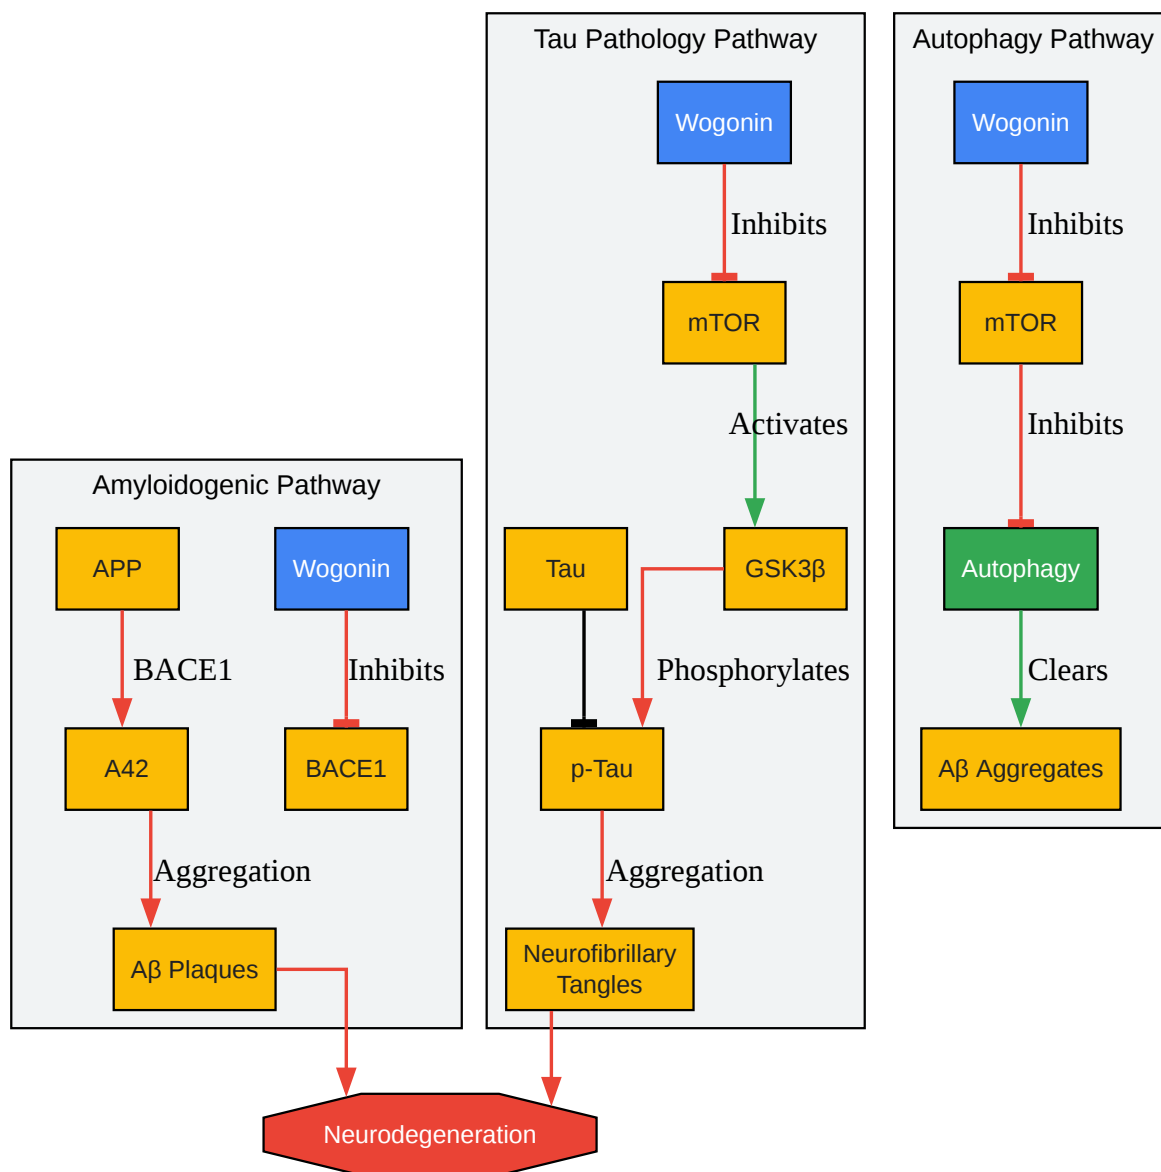 Tau Pathology Pathway
Wogonin
Inhibits
mTOR
Activates
Tau
GSK3β
Phosphorylates
p-Tau
Aggregation
Neurofibrillary
Tangles
Autophagy Pathway
Wogonin
Inhibits
mTOR
Inhibits
Autophagy
Clears
Aβ Aggregates
Amyloidogenic Pathway
APP
Wogonin
BACE1
Inhibits
A42
BACE1
Aggregation
Aβ Plaques
Neurodegeneration